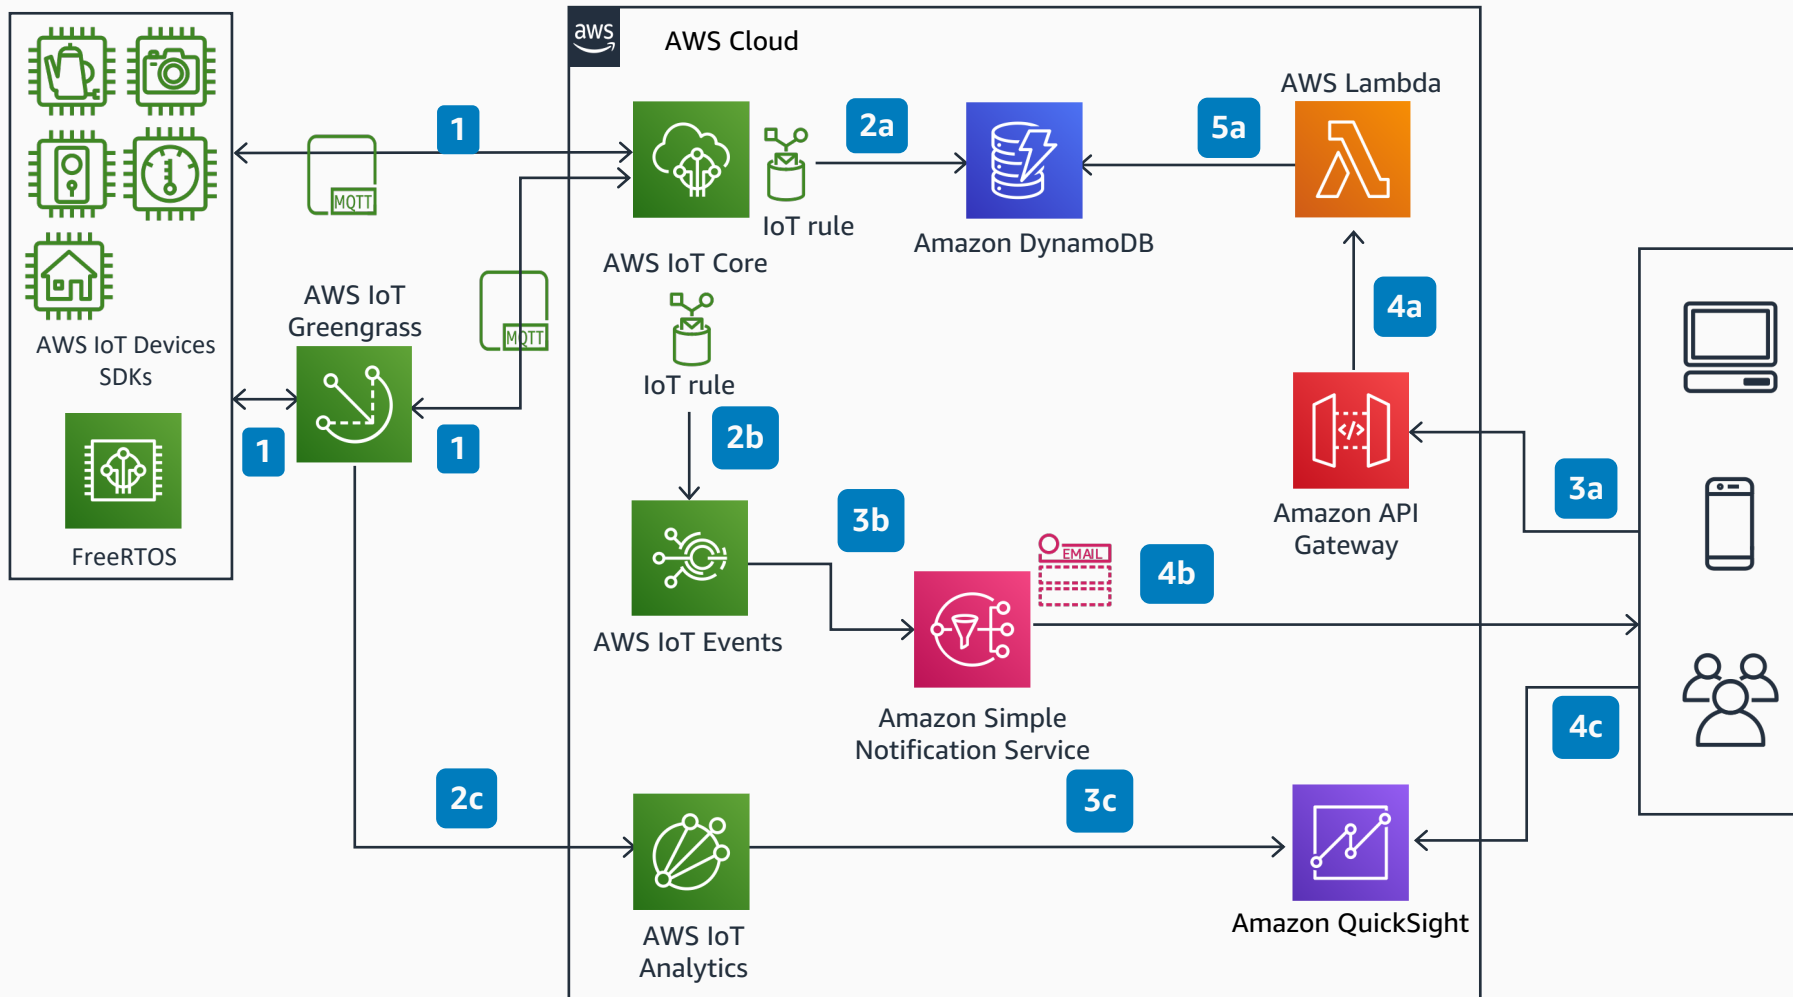 aws
AWS Cloud
AWS Lambda
1
2a
5a
MQTT
IoT rule
Amazon DynamoDB
AWS IoT Core
AWS IoT
Greengrass
4a
MQTT
AWS IoT Devices
SDKs
IoT rule
1
1
2b
3a
FreeRTOS
Amazon API
Gateway
3b
EMAIL
4b
AWS IoT Events
Amazon Simple
Notification Service
4c
2c
3c
Amazon QuickSight
AWS IoT
Analytics